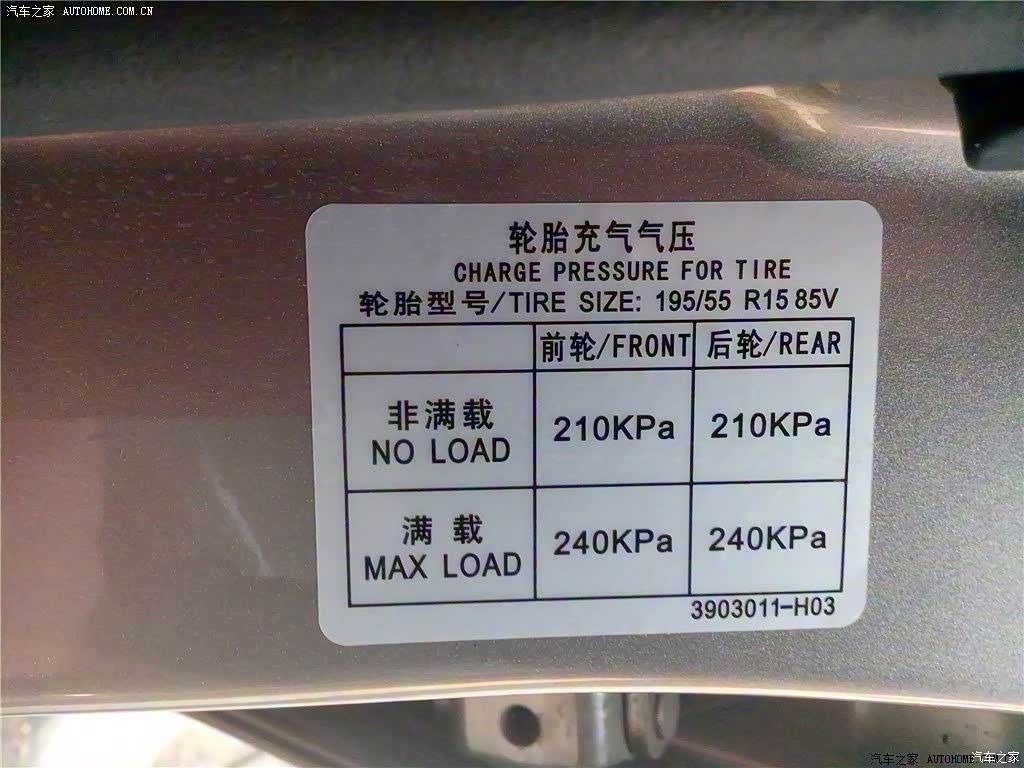 汽车之家 AUTOHOME.COM.CN
轮胎充气气压
CHARGE PRESSURE FOR TIRE
轮胎型号/TIRE SIZE: 195/55 R15 85V
前轮/FRONT 后轮/REAR
非满载
NO LOAD 210KPa 210KPa
满 载
MAX LOAD 240KPa 240KPa
3903011-H03
汽车之家 AUTOHOME 汽车之家